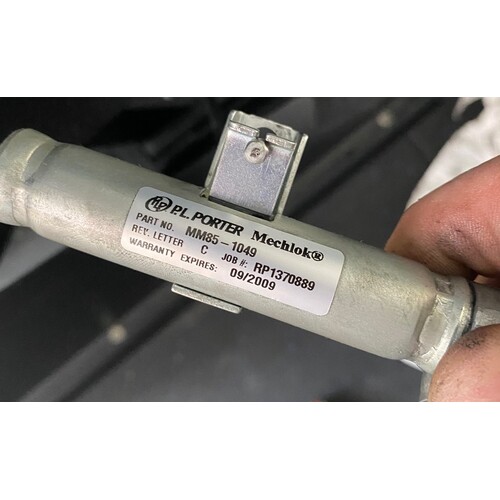 P.L. PORTER Mechlok®
PART NO. MM85-1049
REV. LETTER C JOB #: RP1370889
WARRANTY EXPIRES: 09/2009